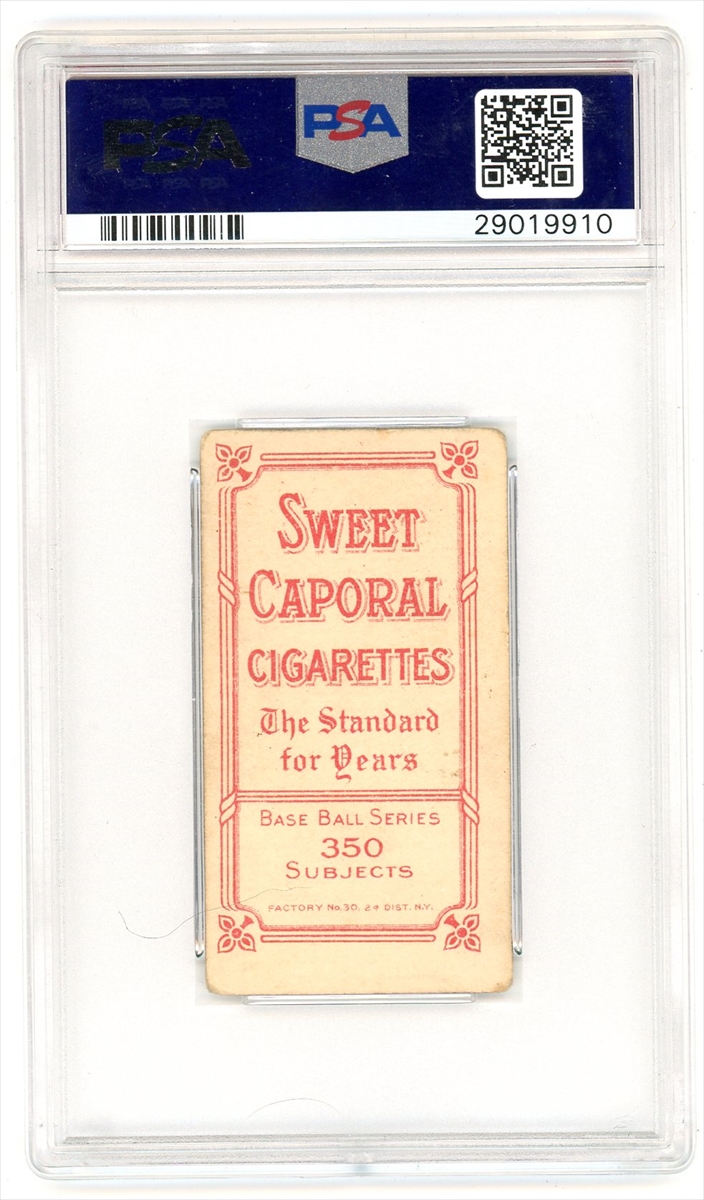 PSA
PSA
29019910
SWEET
CAPORAL
CIGARETTES
The Standard
for Years
BASE BALL SERIES
350
SUBJECTS
FACTORY No. 30, 2d DIST. N.Y.